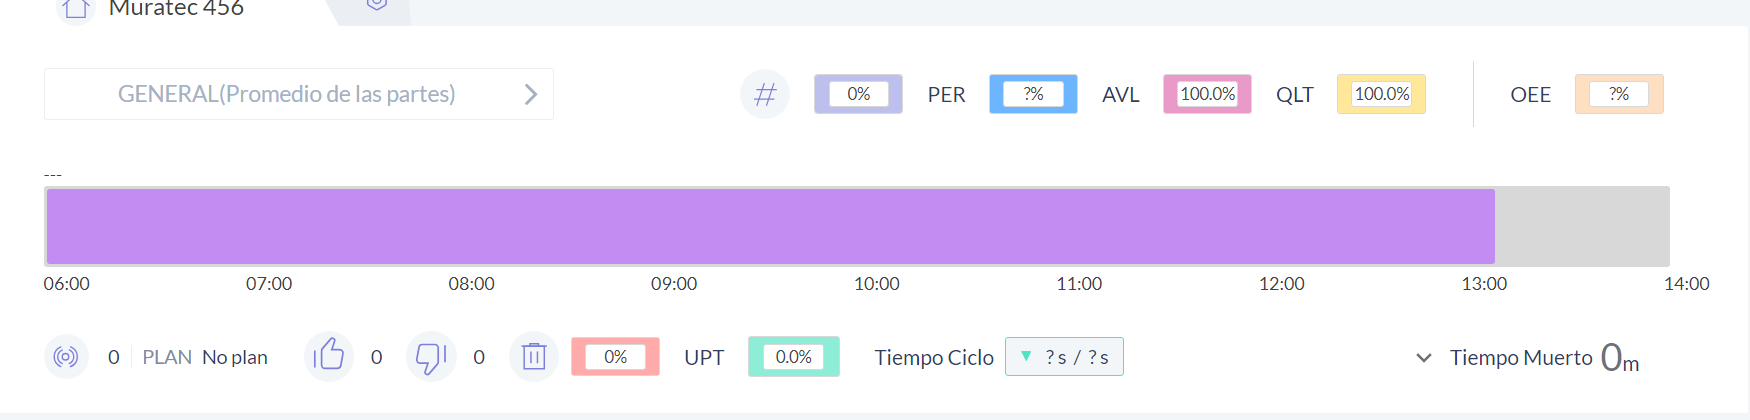 Muratec 456
GENERAL(Promedio de las partes)
# 0% PER ?% AVL 100.0% QLT 100.0% OEE ?%
---
06:00 07:00 08:00 09:00 10:00 11:00 12:00 13:00 14:00
0 PLAN No plan 0 0 0% UPT 0.0% Tiempo Ciclo ▼ ?s / ?s Tiempo Muerto 0m